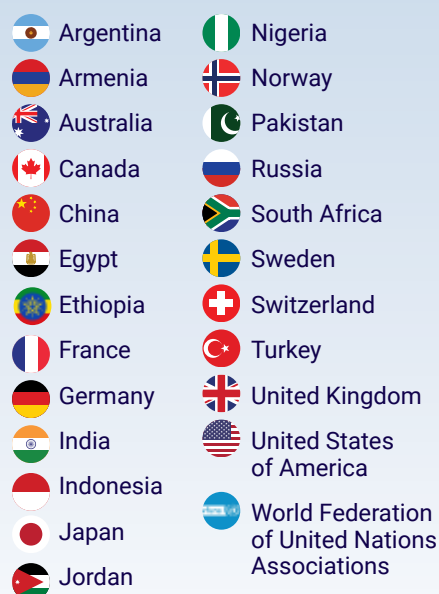 Argentina
Armenia
Australia
Canada
China
Egypt
Ethiopia
France
Germany
India
Indonesia
Japan
Jordan
Nigeria
Norway
Pakistan
Russia
South Africa
Sweden
Switzerland
Turkey
United Kingdom
United States
of America
World Federation
of United Nations
Associations